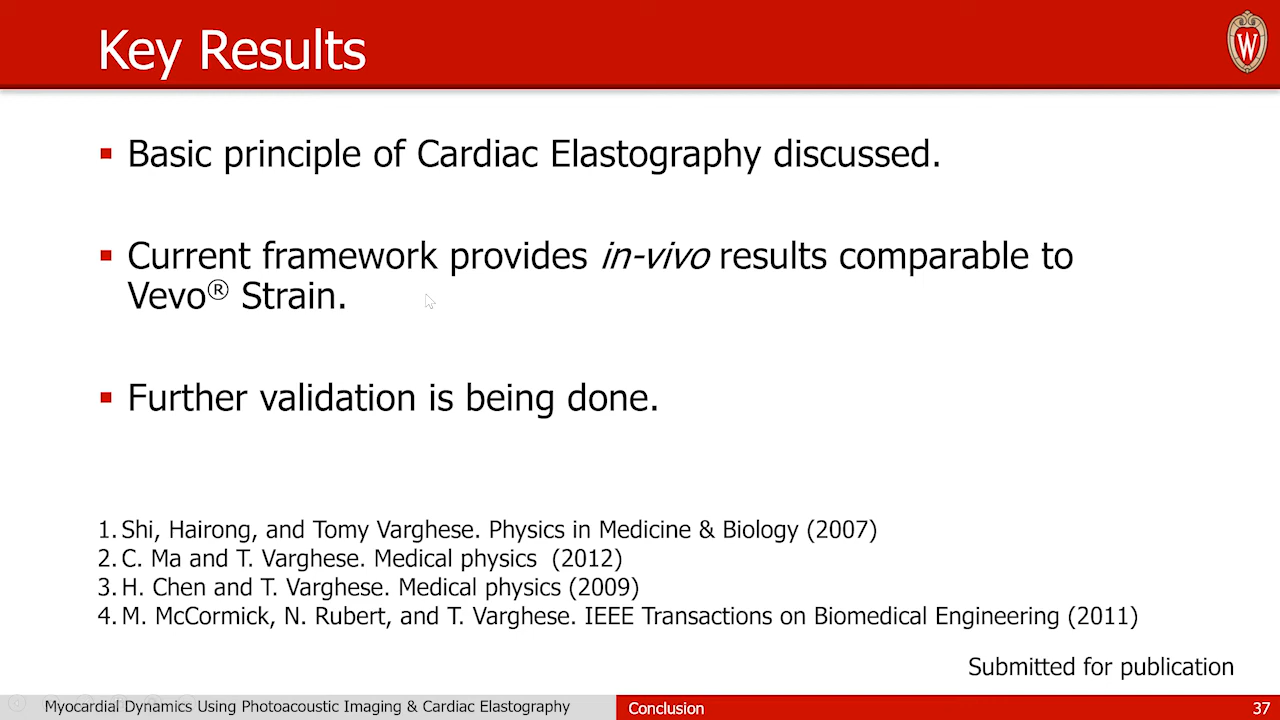 Key Results
W
Basic principle of Cardiac Elastography discussed.
Current framework provides in-vivo results comparable to
Vevo® Strain.
Further validation is being done.
1. Shi, Hairong, and Tomy Varghese. Physics in Medicine & Biology (2007)
2. C. Ma and T. Varghese. Medical physics (2012)
3. H. Chen and T. Varghese. Medical physics (2009)
4. M. McCormick, N. Rubert, and T. Varghese. IEEE Transactions on Biomedical Engineering (2011)
Submitted for publication
Myocardial Dynamics Using Photoacoustic Imaging & Cardiac Elastography
Conclusion
37